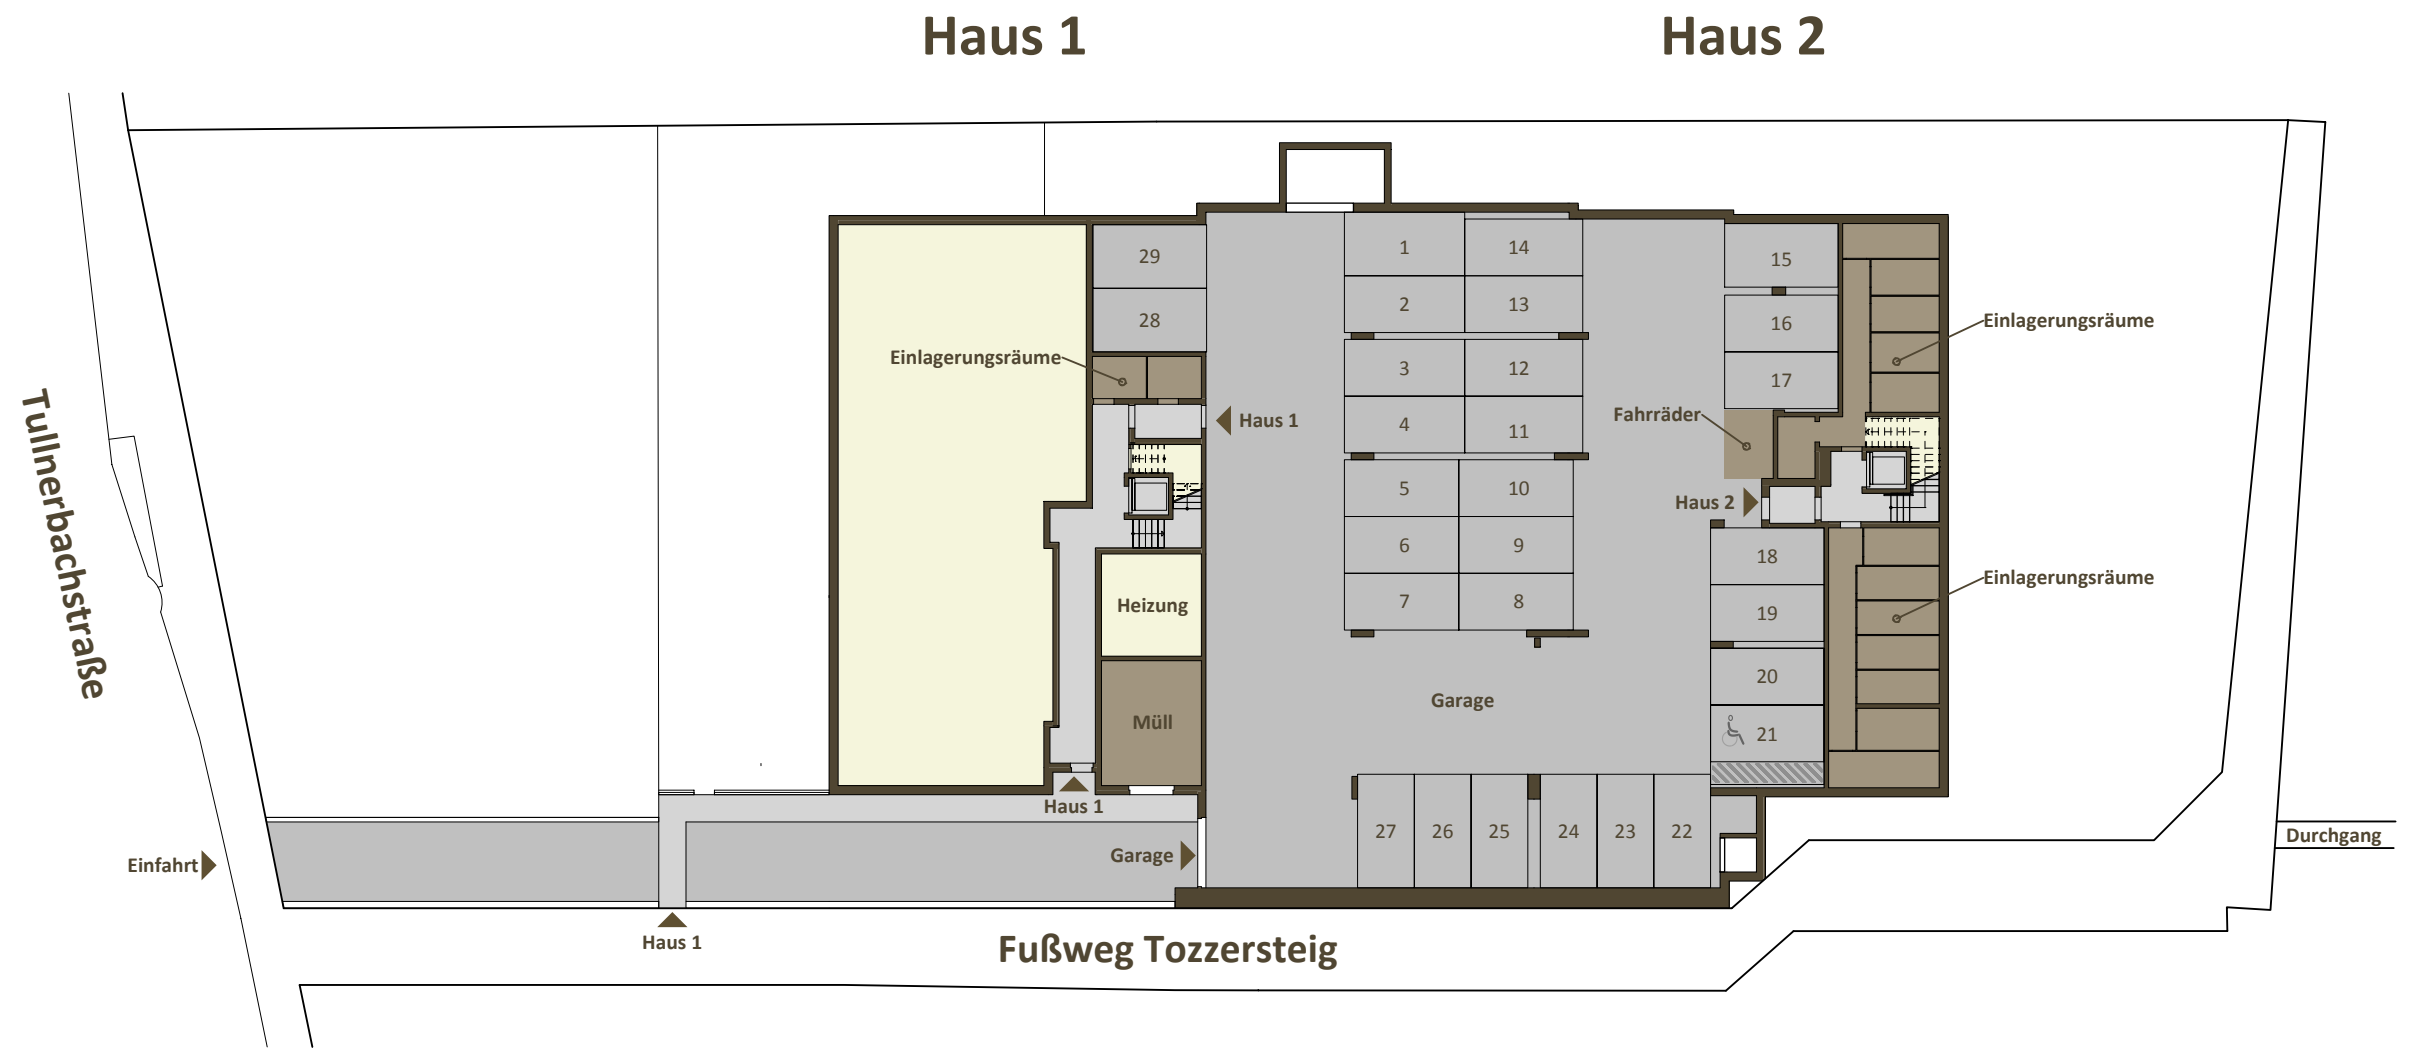 Haus 1
Haus 2
Tullnerbachstraße
29
28
Einlagerungsräume
Haus 1
Heizung
Müll
Haus 1
1
14
2
13
3
12
4
11
5
10
6
9
7
8
Garage
15
16
17
Fahrräder
Haus 2
18
19
20
21
Einlagerungsräume
Einlagerungsräume
27
26
25
24
23
22
Einfahrt
Garage
Haus 1
Durchgang
Fußweg Tozzersteig